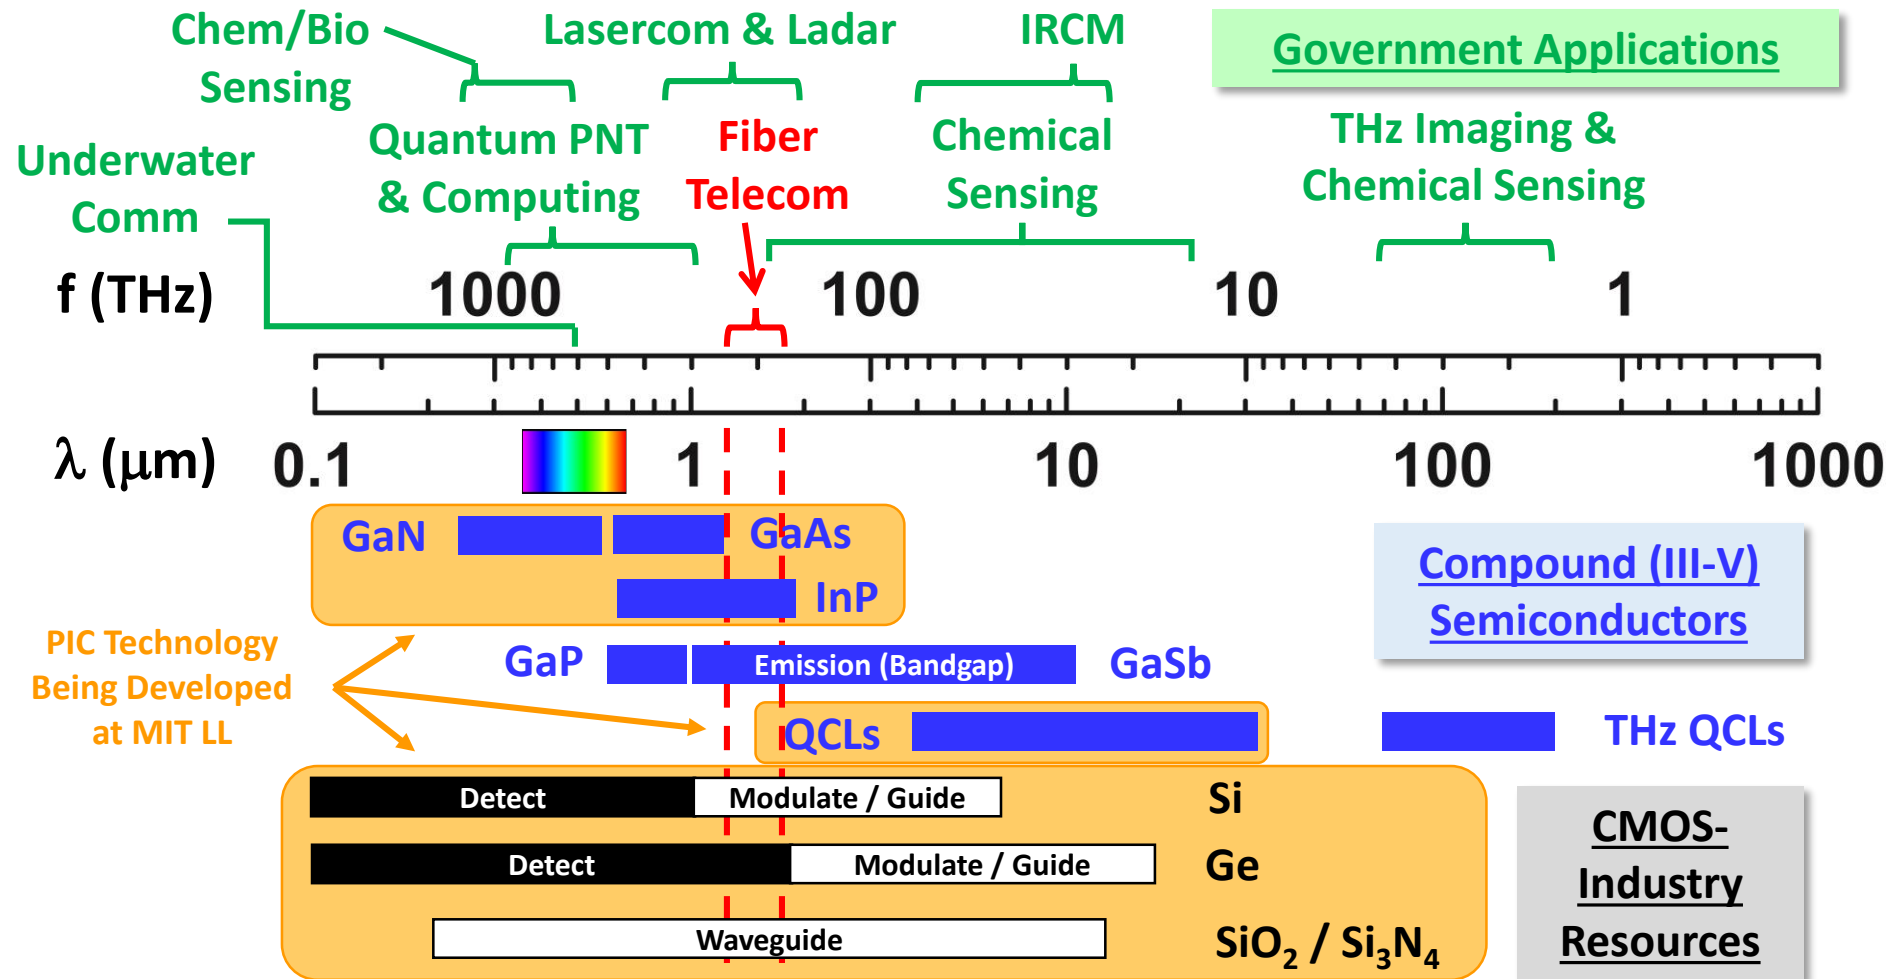 Chem/Bio
Sensing
Lasercom & Ladar
IRCM
Government Applications
Underwater
Comm
Quantum PNT
& Computing
Fiber
Telecom
Chemical
Sensing
THz Imaging &
Chemical Sensing
f (THz)
1000
100
10
1
λ (μm)
0.1
1
10
100
1000
GaN
GaAs
InP
Compound (III-V)
Semiconductors
PIC Technology
Being Developed
at MIT LL
GaP
Emission (Bandgap)
GaSb
QCLs
THz QCLs
Detect
Modulate / Guide
Si
Detect
Modulate / Guide
Ge
Waveguide
SiO2 / Si3N4
CMOS-
Industry
Resources